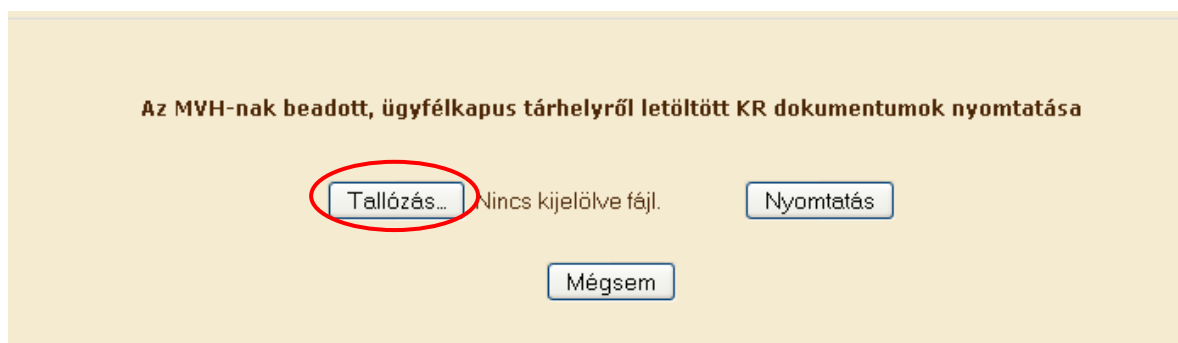 Az MVH-nak beadott, ügyfélkapus tárhelyről letöltött KR dokumentumok nyomtatása
Tallózás... Nincs kijelölve fájl. Nyomtatás
Mégsem